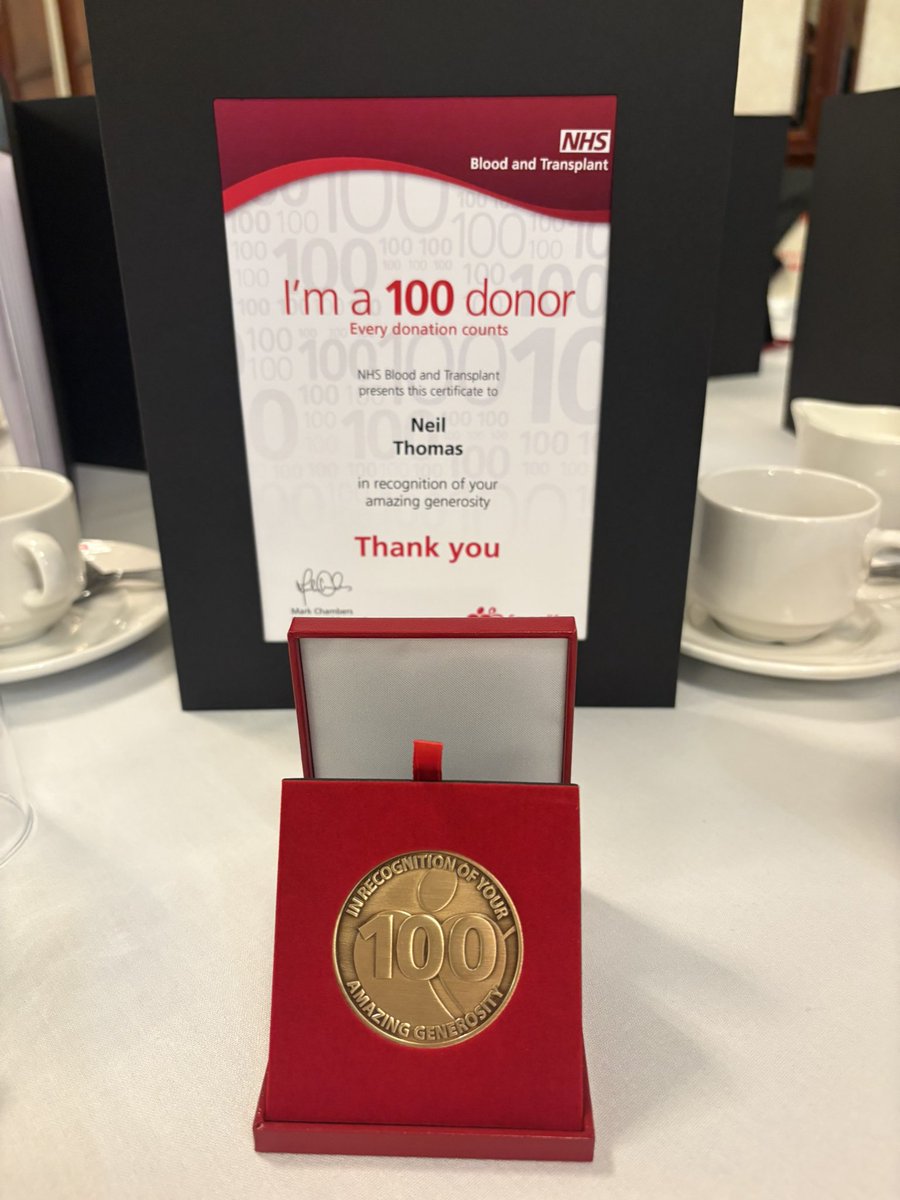 NHS
Blood and Transplant
I'm a 100 donor
Every donation counts
NHS Blood and Transplant
presents this certificate to
Neil
Thomas
in recognition of your
amazing generosity
Thank you
Mark Chambers
IN RECOGNITION OF YOUR
100
AMAZING GENEROSITY